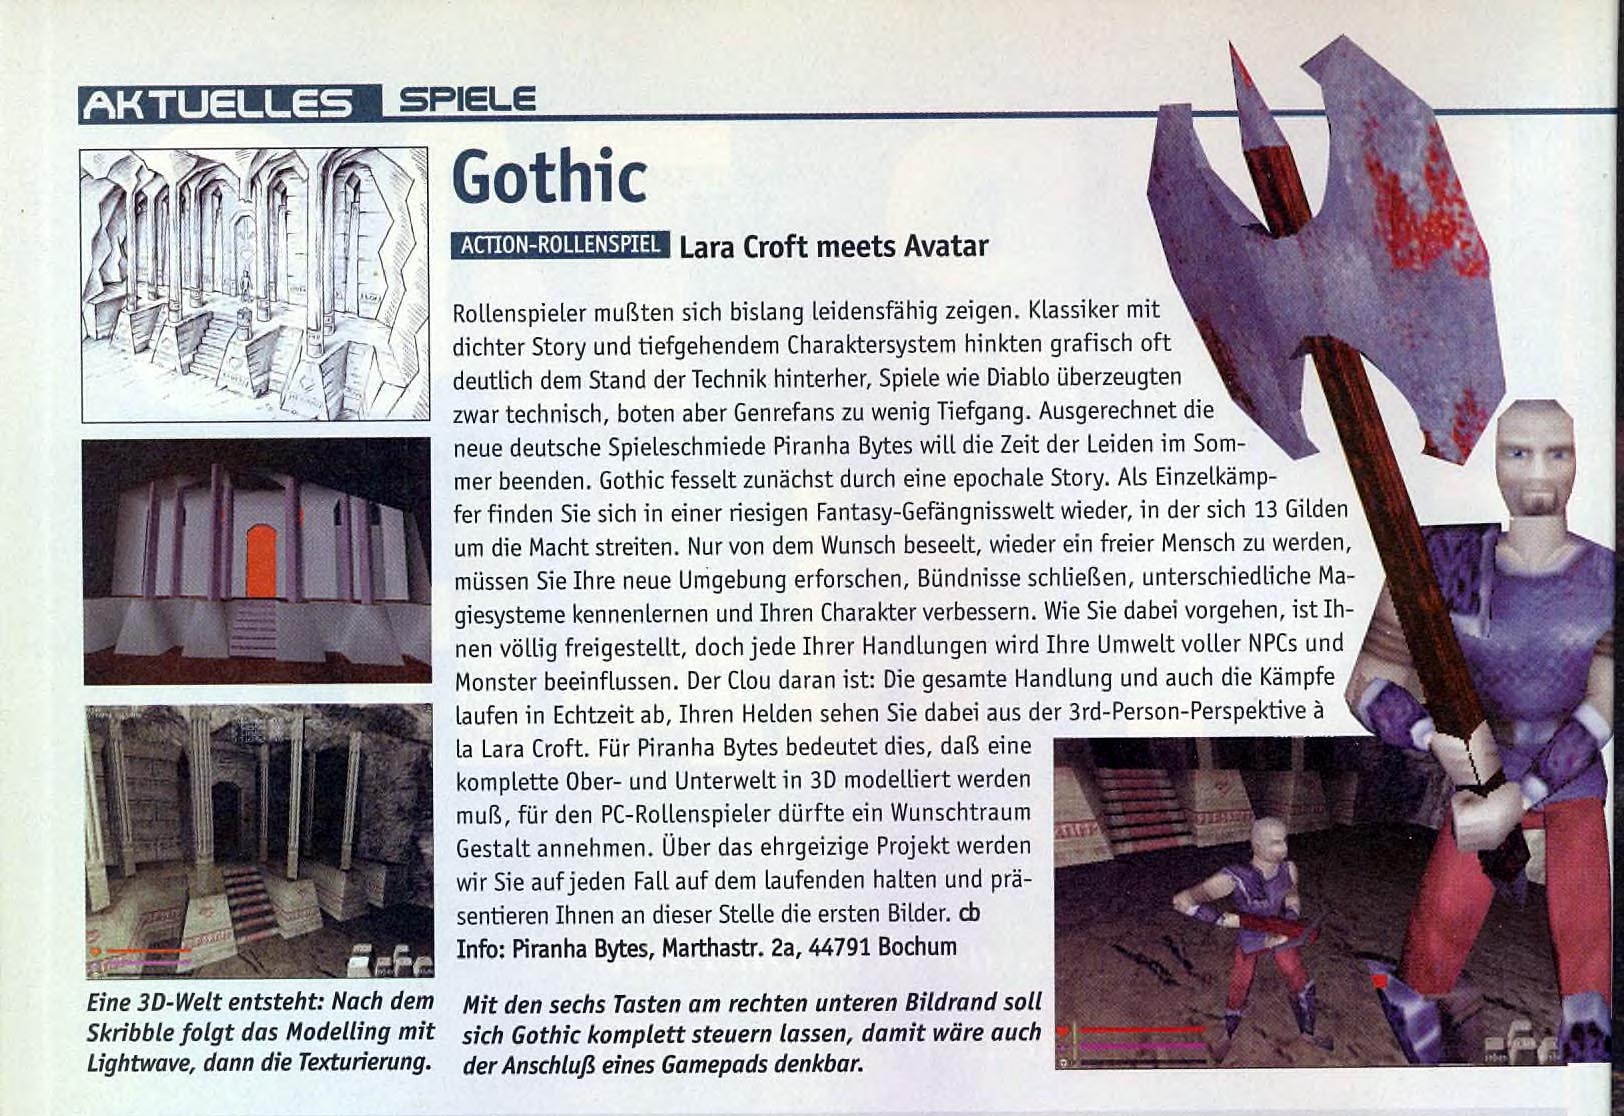 AKTUELLES SPIELE
Gothic
ACTION-ROLLENSPIEL Lara Croft meets Avatar
Rollenspieler mußten sich bislang leidensfähig zeigen. Klassiker mit
dichter Story und tiefgehendem Charaktersystem hinkten grafisch oft
deutlich dem Stand der Technik hinterher, Spiele wie Diablo überzeugten
zwar technisch, boten aber Genrefans zu wenig Tiefgang. Ausgerechnet die
neue deutsche Spieleschmiede Piranha Bytes will die Zeit der Leiden im Som-
mer beenden. Gothic fesselt zunächst durch eine epochale Story. Als Einzelkämp-
fer finden Sie sich in einer riesigen Fantasy-Gefängniswelt wieder, in der sich 13 Gilden
um die Macht streiten. Nur von dem Wunsch beseelt, wieder ein freier Mensch zu werden,
müssen Sie Ihre neue Umgebung erforschen, Bündnisse schließen, unterschiedliche Ma-
giesysteme kennenlernen und Ihren Charakter verbessern. Wie Sie dabei vorgehen, ist Ih-
nen völlig freigestellt, doch jede Ihrer Handlungen wird Ihre Umwelt voller NPCs und
Monster beeinflussen. Der Clou daran ist: Die gesamte Handlung und auch die Kämpfe
laufen in Echtzeit ab, Ihren Helden sehen Sie dabei aus der 3rd-Person-Perspektive à
la Lara Croft. Für Piranha Bytes bedeutet dies, daß eine
komplette Ober- und Unterwelt in 3D modelliert werden
muß, für den PC-Rollenspieler dürfte ein Wunschtraum
Gestalt annehmen. Über das ehrgeizige Projekt werden
wir Sie auf jeden Fall auf dem laufenden halten und prä-
sentieren Ihnen an dieser Stelle die ersten Bilder. cb
Info: Piranha Bytes, Marthastr. 2a, 44791 Bochum
Eine 3D-Welt entsteht: Nach dem
Skribble folgt das Modelling mit
Lightwave, dann die Texturierung.
Mit den sechs Tasten am rechten unteren Bildrand soll
sich Gothic komplett steuern lassen, damit wäre auch
der Anschluß eines Gamepads denkbar.